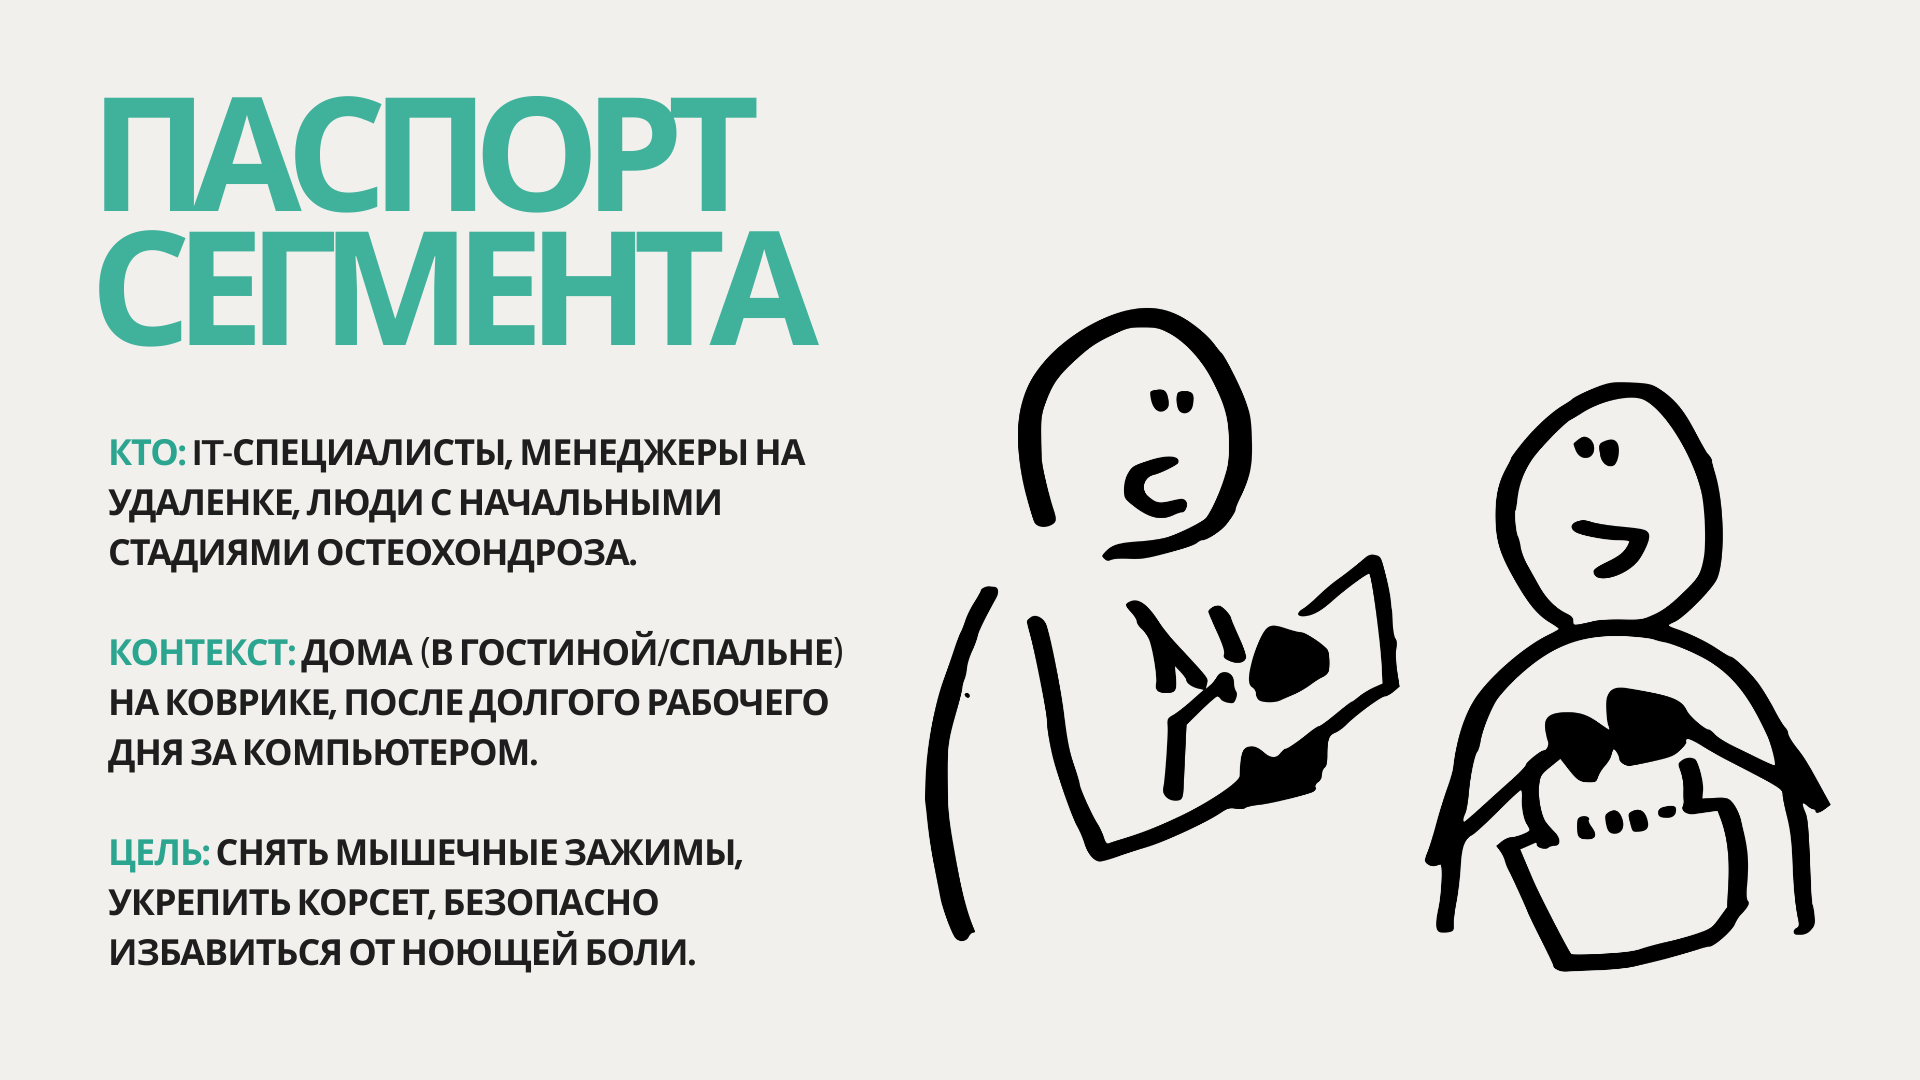 ПАСПОРТ
СЕГМЕНТА
КТО: IT-СПЕЦИАЛИСТЫ, МЕНЕДЖЕРЫ НА
УДАЛЕНКЕ, ЛЮДИ С НАЧАЛЬНЫМИ
СТАДИЯМИ ОСТЕОХОНДРОЗА.
КОНТЕКСТ: ДОМА (В ГОСТИНОЙ/СПАЛЬНЕ)
НА КОВРИКЕ, ПОСЛЕ ДОЛГОГО РАБОЧЕГО
ДНЯ ЗА КОМПЬЮТЕРОМ.
ЦЕЛЬ: СНЯТЬ МЫШЕЧНЫЕ ЗАЖИМЫ,
УКРЕПИТЬ КОРСЕТ, БЕЗОПАСНО
ИЗБАВИТЬСЯ ОТ НОЮЩЕЙ БОЛИ.